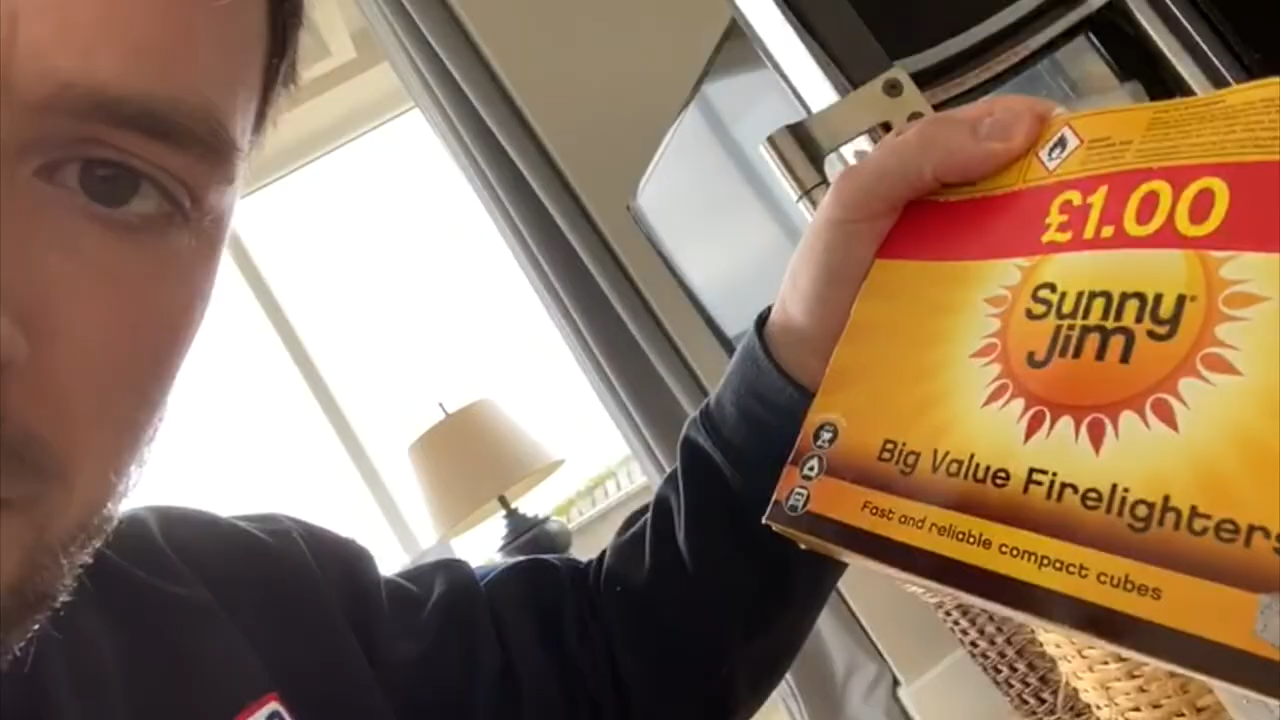 £1.00
Sunny
Jim
Big Value Firelighters
Fast and reliable compact cubes